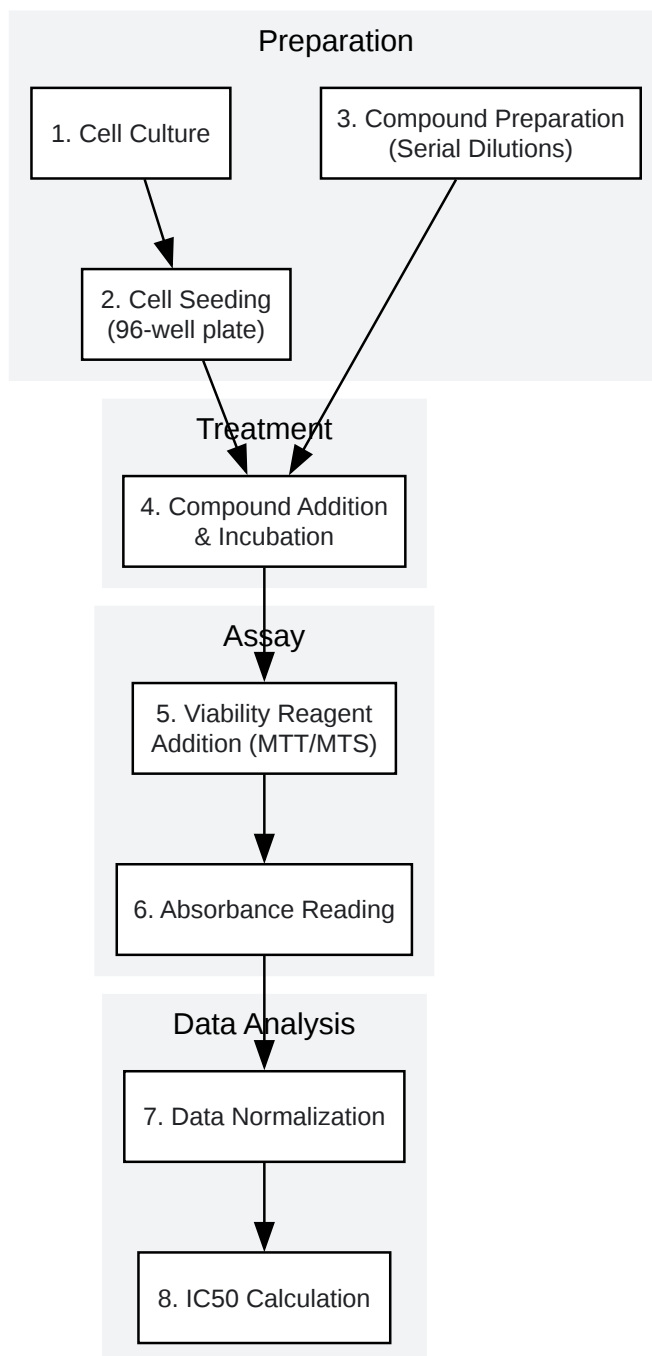 Preparation
1. Cell Culture
3. Compound Preparation
(Serial Dilutions)
2. Cell Seeding
(96-well plate)
Treatment
4. Compound Addition
& Incubation
Assay
5. Viability Reagent
Addition (MTT/MTS)
6. Absorbance Reading
Data Analysis
7. Data Normalization
8. IC50 Calculation